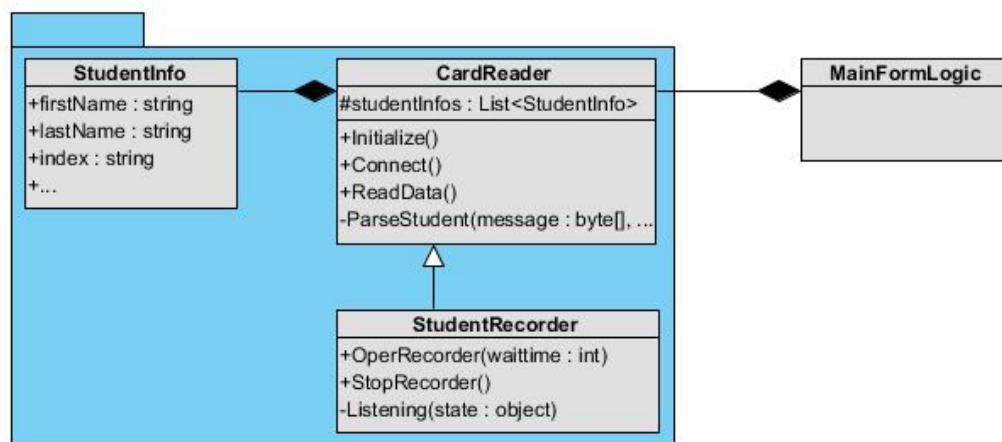 StudentInfo
+firstName : string
+lastName : string
+index : string
+...
CardReader
#studentInfos : List<StudentInfo>
+Initialize()
+Connect()
+ReadData()
-ParseStudent(message : byte[], ...
MainFormLogic
StudentRecorder
+OperRecorder(waittime : int)
+StopRecorder()
-Listening(state : object)